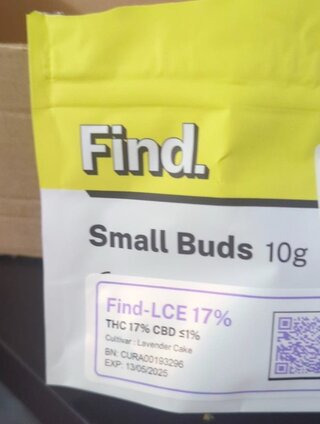 Find.
Small Buds 10g
Find-LCE 17%
THC 17% CBD ≤1%
Cultivar : Lavender Cake
BN: CURA00193296
EXP: 13/05/2025